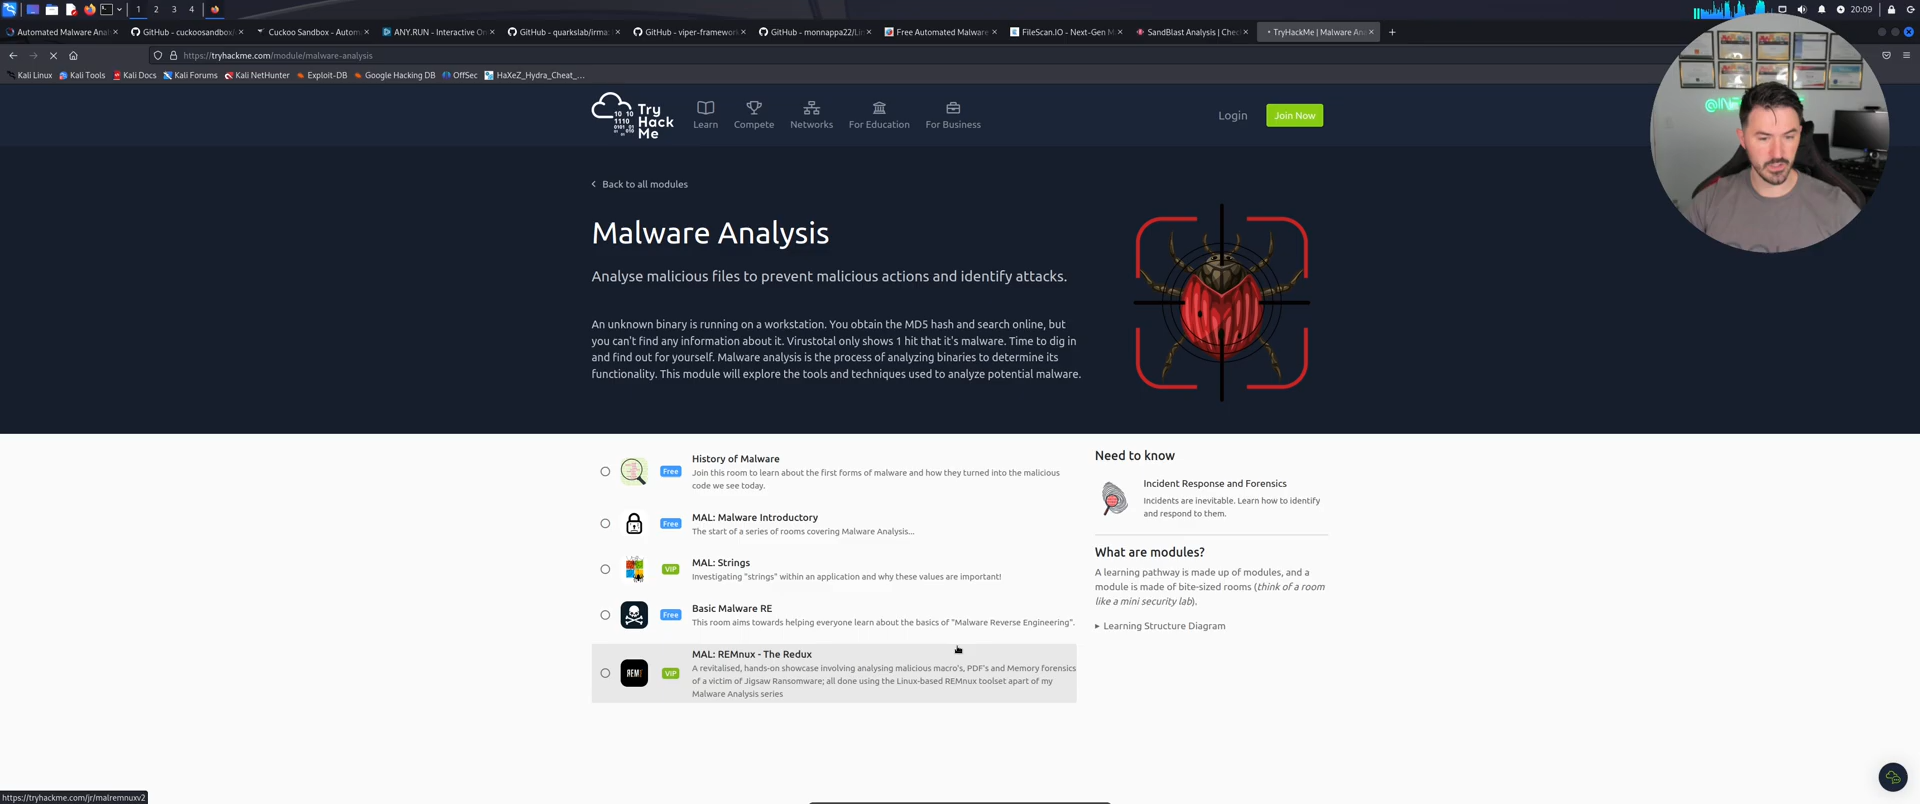 1 2 3 4 20:09
Automated Malware Anal
GitHub - cuckoosandbox/
Cuckoo Sandbox - Autom
ANY.RUN - Interactive On
GitHub - quarkslab/irma:
GitHub - viper-framework
GitHub - monnappa22/Lim
Free Automated Malware
FileScan.IO - Next-Gen M
SandBlast Analysis | Chec
TryHackMe | Malware Ana
https://tryhackme.com/module/malware-analysis
Kali Linux Kali Tools Kali Docs Kali Forums Kali NetHunter Exploit-DB Google Hacking DB OffSec HaXeZ_Hydra_Cheat_...
Try
Hack
Me
Learn Compete Networks For Education For Business
Login Join Now
Back to all modules
Malware Analysis
Analyse malicious files to prevent malicious actions and identify attacks.
An unknown binary is running on a workstation. You obtain the MD5 hash and search online, but
you can't find any information about it. Virustotal only shows 1 hit that it's malware. Time to dig in
and find out for yourself. Malware analysis is the process of analyzing binaries to determine its
functionality. This module will explore the tools and techniques used to analyze potential malware.
History of Malware
Free
Join this room to learn about the first forms of malware and how they turned into the malicious
code we see today.
MAL: Malware Introductory
Free
The start of a series of rooms covering Malware Analysis...
MAL: Strings
VIP
Investigating "strings" within an application and why these values are important!
Basic Malware RE
Free
This room aims towards helping everyone learn about the basics of "Malware Reverse Engineering".
MAL: REMnux - The Redux
REM
VIP
A revitalised, hands-on showcase involving analysing malicious macro's, PDF's and Memory forensics
of a victim of Jigsaw Ransomware; all done using the Linux-based REMnux toolset apart of my
Malware Analysis series
Need to know
Incident Response and Forensics
Incidents are inevitable. Learn how to identify
and respond to them.
What are modules?
A learning pathway is made up of modules, and a
module is made of bite-sized rooms (think of a room
like a mini security lab).
Learning Structure Diagram
https://tryhackme.com/jr/malremnuxv2